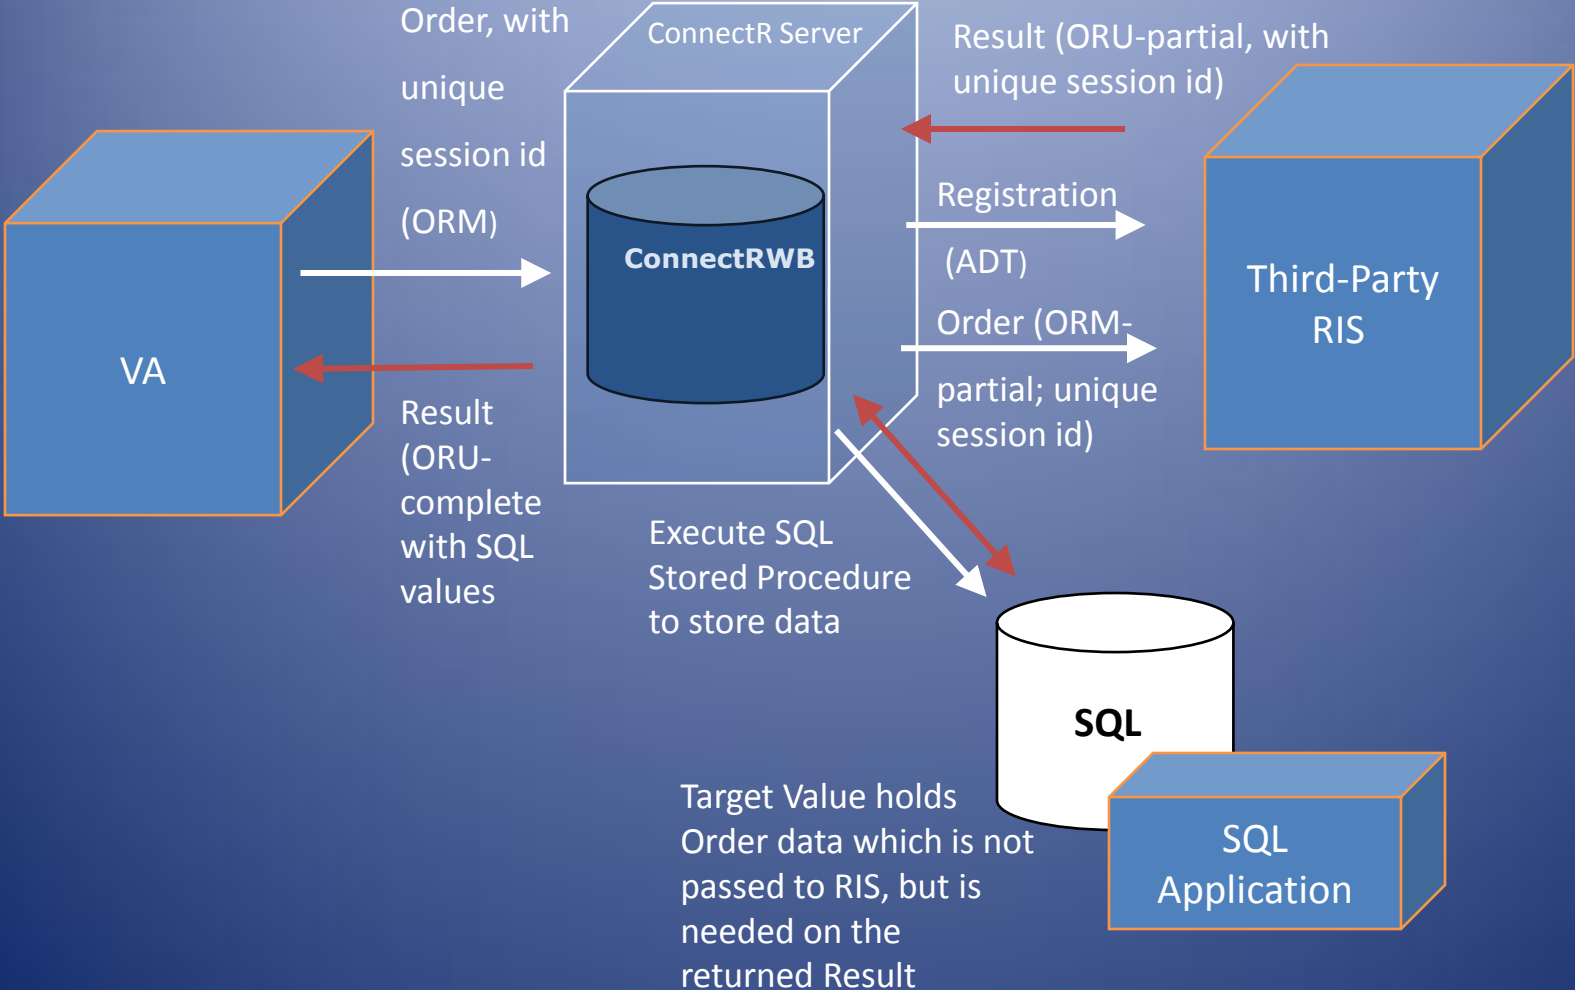 Order, with
unique
session id
(ORM)
ConnectR Server
Result (ORU-partial, with
unique session id)
Registration
(ADT)
Order (ORM-
partial; unique
session id)
ConnectRWB
VA
Third-Party
RIS
Result
(ORU-
complete
with SQL
values
Execute SQL
Stored Procedure
to store data
SQL
SQL
Application
Target Value holds
Order data which is not
passed to RIS, but is
needed on the
returned Result